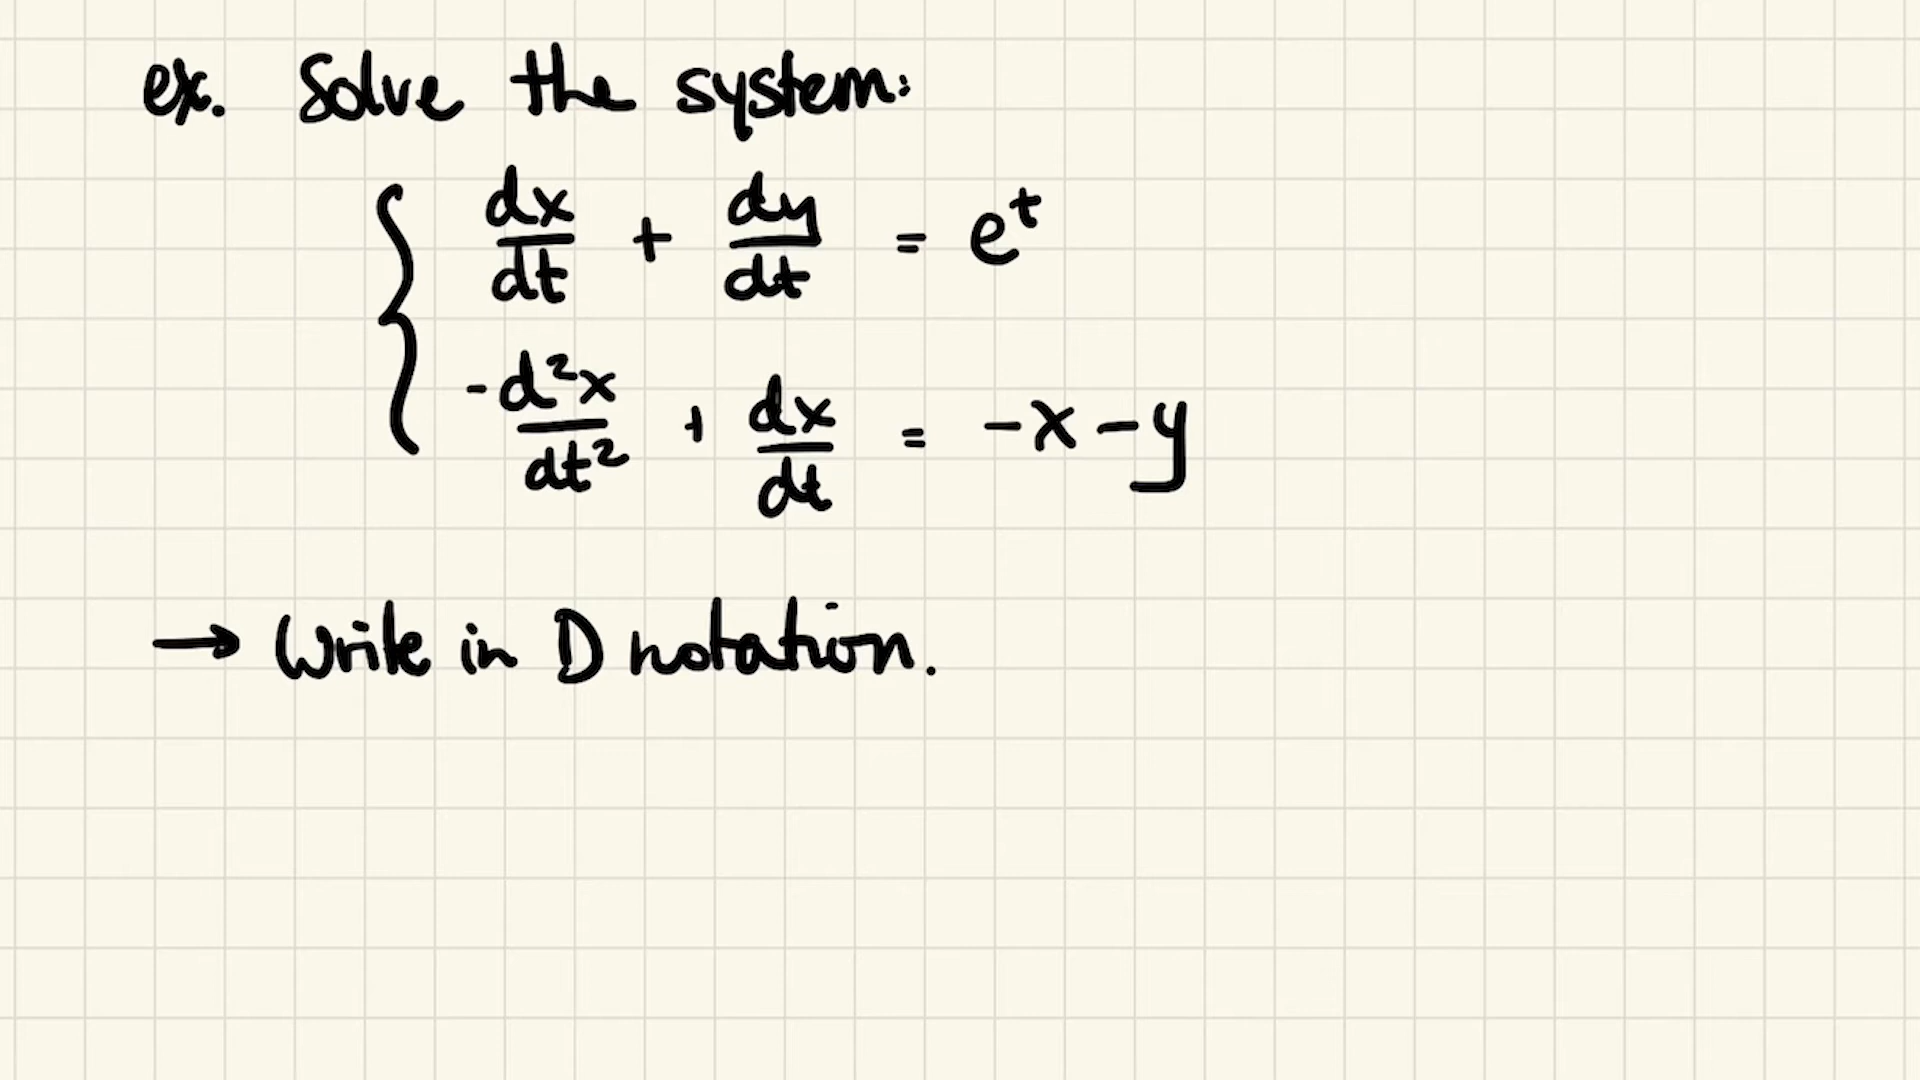 ex. Solve the system:
{ dx/dt + dy/dt = e^t
-d²x/dt² + dx/dt = -x - y
→ Write in D notation.